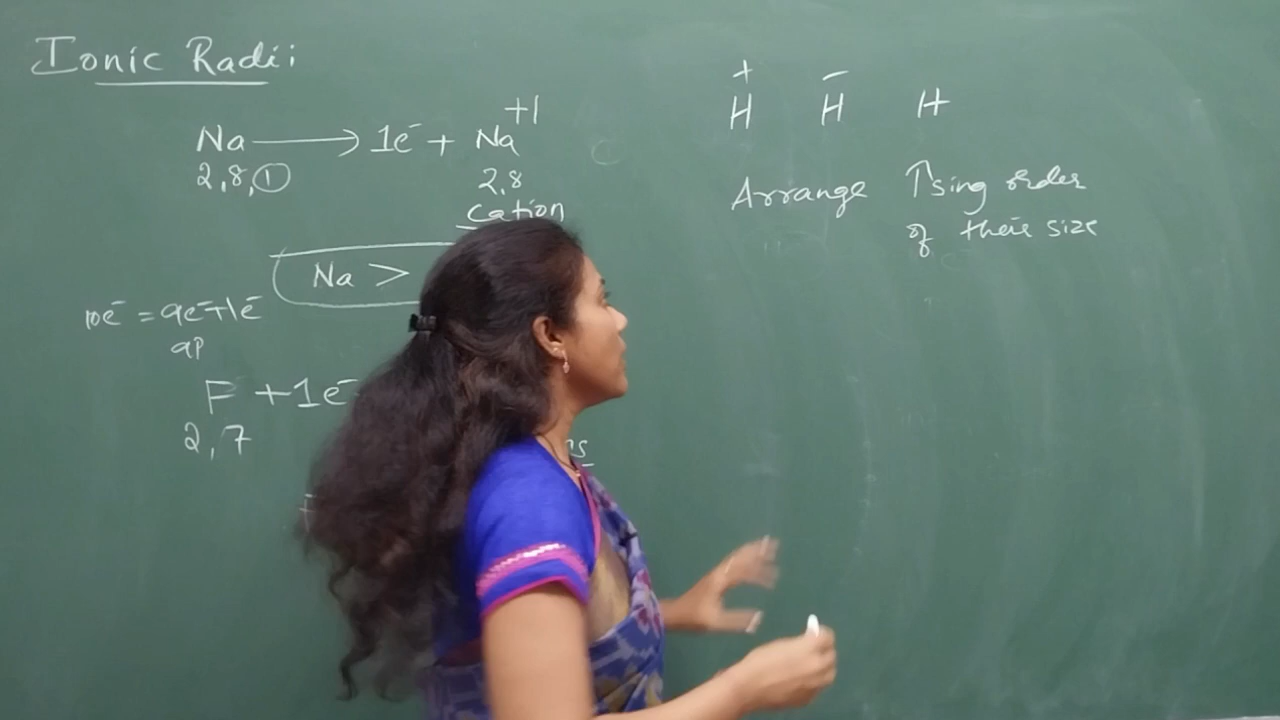 Ionic Radii
Na ⟶ 1e⁻ + Na⁺¹
2,8,① 2,8
cation
Na >
10e⁻ = 9e⁻+1e⁻
9P
F + 1e⁻
2,7
H⁺ H⁻ H
Arrange ↑sing order
of their size